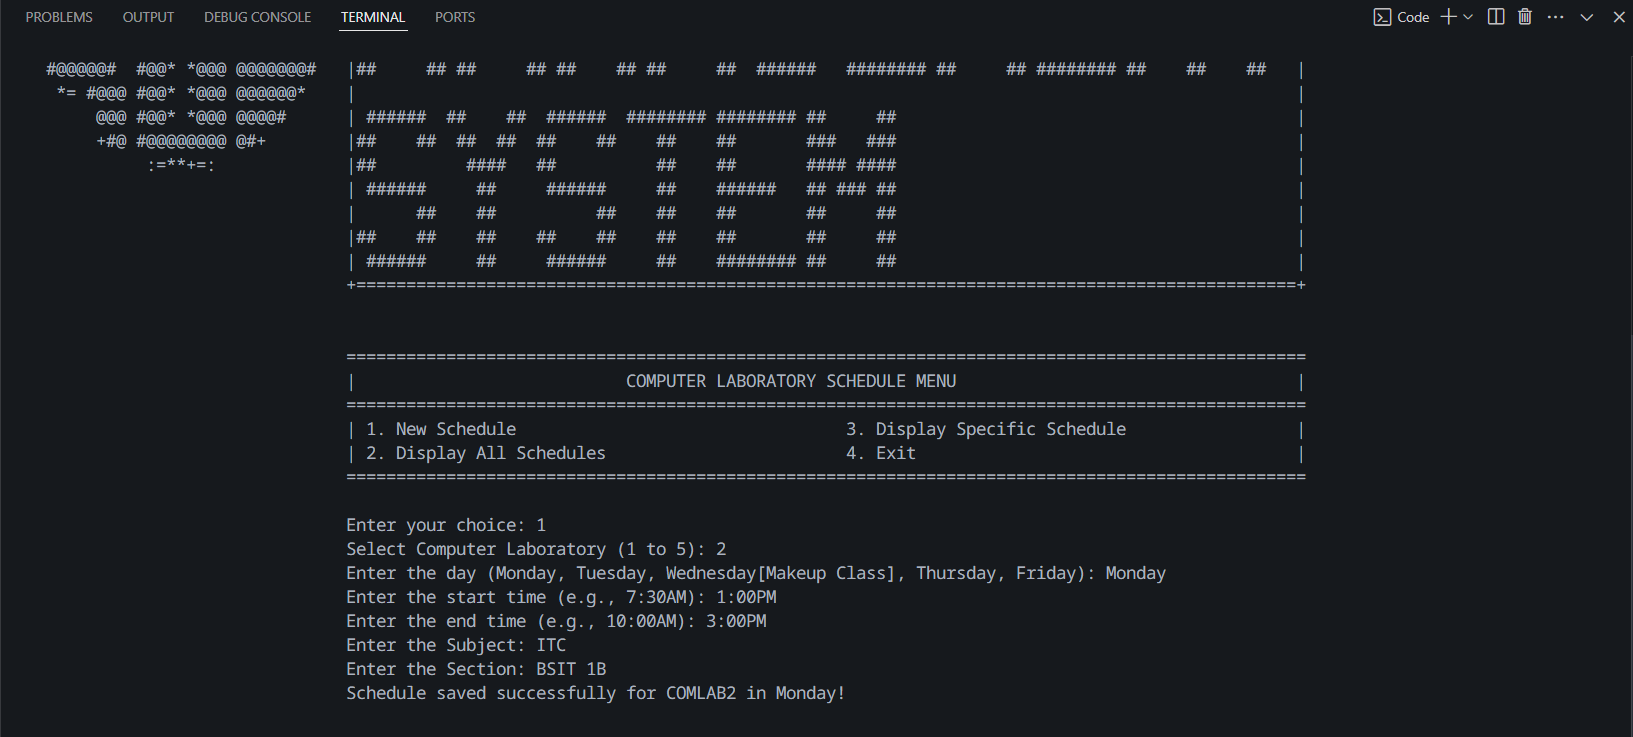 PROBLEMS OUTPUT DEBUG CONSOLE TERMINAL PORTS Code
#@@@@@#  #@@* *@@@ @@@@@@@#   |##     ## ##     ## ##    ## ##     ##  ######   ######## ##     ## ######## ##    ##    ##   |
 *= #@@@ #@@* *@@@ @@@@@@*    |                                                                                              |
     @@@ #@@* *@@@ @@@@#      | ######  ##    ##  ######  ######## ######## ##     ##                                        |
     +#@ #@@@@@@@@ @#+        |##    ##  ##  ##  ##    ##    ##    ##       ###   ###                                        |
          :=**+=:             |##         ####   ##          ##    ##       #### ####                                        |
                              | ######     ##     ######     ##    ######   ## ### ##                                        |
                              |      ##    ##          ##    ##    ##       ##     ##                                        |
                              |##    ##    ##    ##    ##    ##    ##       ##     ##                                        |
                              | ######     ##     ######     ##    ######## ##     ##                                        |
                              +==============================================================================================+
================================================================================================
| COMPUTER LABORATORY SCHEDULE MENU |
================================================================================================
| 1. New Schedule 3. Display Specific Schedule |
| 2. Display All Schedules 4. Exit |
================================================================================================
Enter your choice: 1
Select Computer Laboratory (1 to 5): 2
Enter the day (Monday, Tuesday, Wednesday[Makeup Class], Thursday, Friday): Monday
Enter the start time (e.g., 7:30AM): 1:00PM
Enter the end time (e.g., 10:00AM): 3:00PM
Enter the Subject: ITC
Enter the Section: BSIT 1B
Schedule saved successfully for COMLAB2 in Monday!